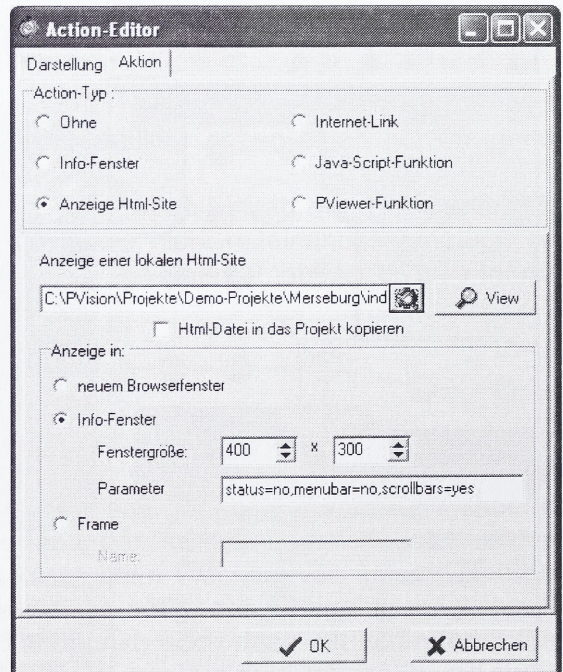 Action-Editor
Darstellung Aktion
Action-Typ :
Ohne
Internet-Link
Info-Fenster
Java-Script-Funktion
Anzeige Html-Site
PViewer-Funktion
Anzeige einer lokalen Html-Site
C:\PVision\Projekte\Demo-Projekte\Merseburg\ind
View
Html-Datei in das Projekt kopieren
Anzeige in:
neuem Browserfenster
Info-Fenster
Fenstergröße: 400 x 300
Parameter status=no,menubar=no,scrollbars=yes
Frame
Name:
OK Abbrechen